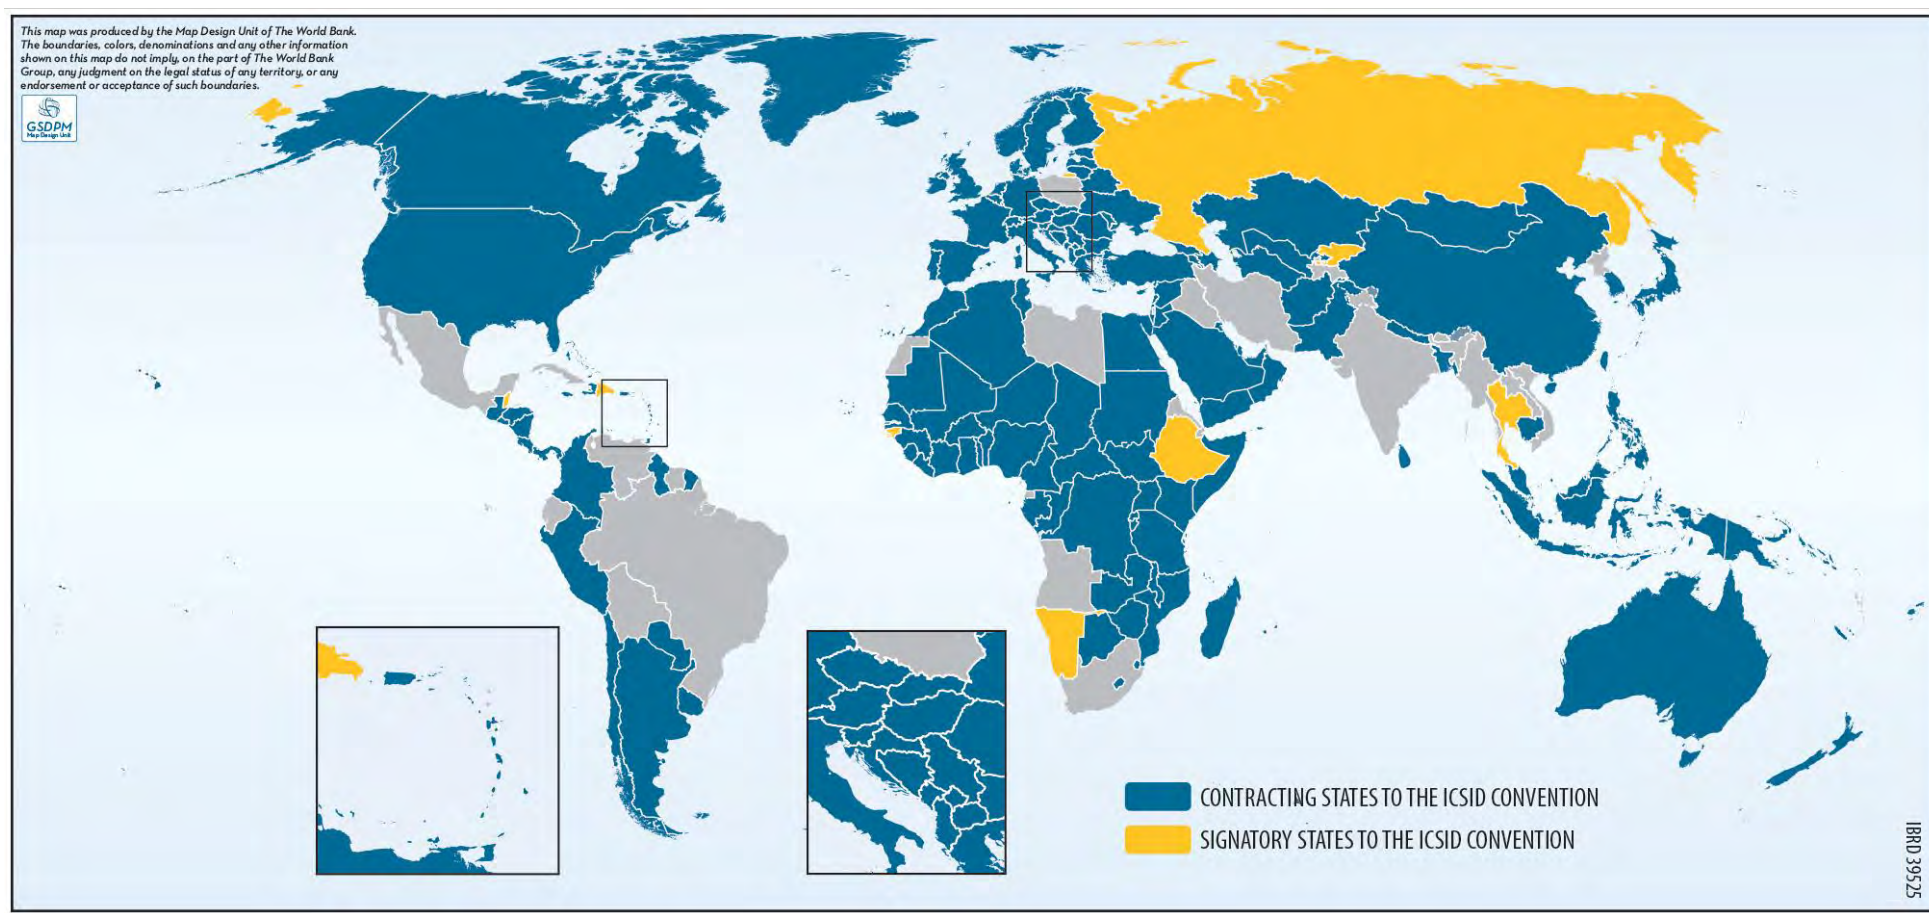 This map was produced by the Map Design Unit of The World Bank.
The boundaries, colors, denominations and any other information
shown on this map do not imply, on the part of The World Bank
Group, any judgment on the legal status of any territory, or any
endorsement or acceptance of such boundaries.
GSDPM
Map Design Unit
CONTRACTING STATES TO THE ICSID CONVENTION
SIGNATORY STATES TO THE ICSID CONVENTION
IBRD 39525